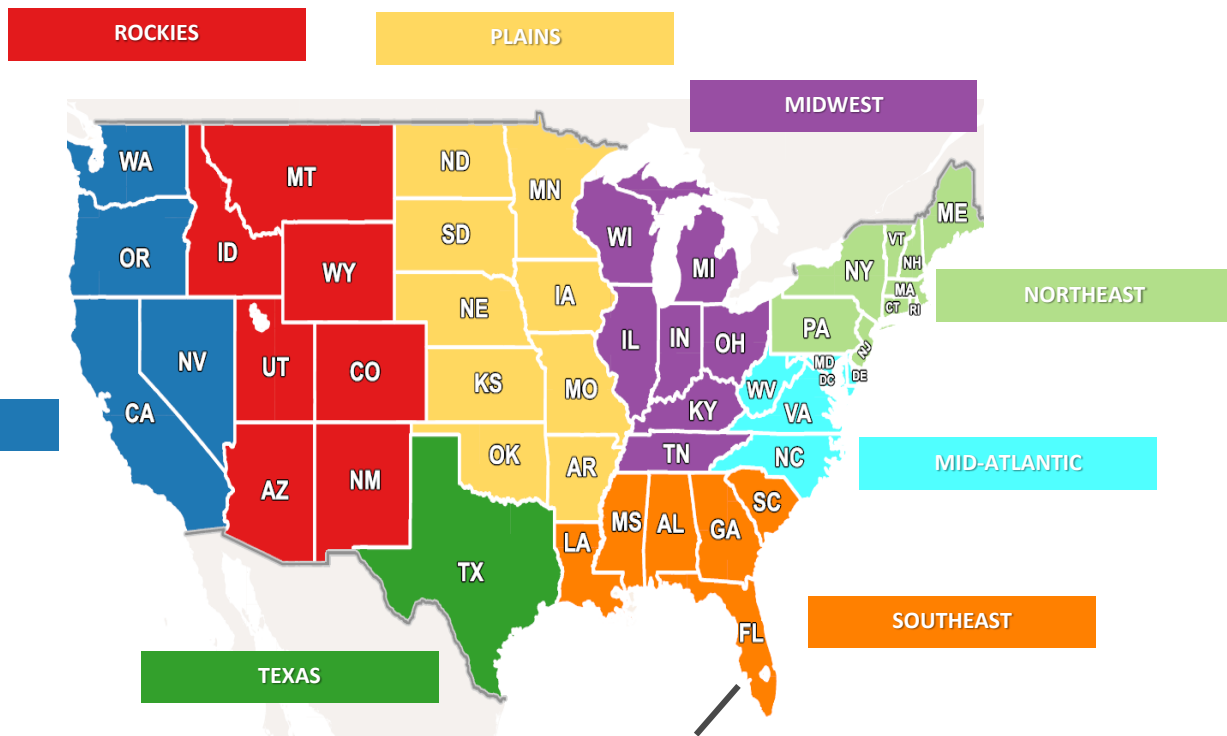 ROCKIES
PLAINS
MIDWEST
WA
MT
ND
MN
OR
ID
WY
SD
WI
MI
ME
VT
NH
NY
MA
CT
RI
NORTHEAST
NV
UT
CO
NE
IA
IL
IN
OH
PA
NJ
CA
KS
MO
KY
WV
MD
DC
DE
VA
AZ
NM
OK
AR
TN
NC
MID-ATLANTIC
TX
LA
MS
AL
GA
SC
FL
SOUTHEAST
TEXAS